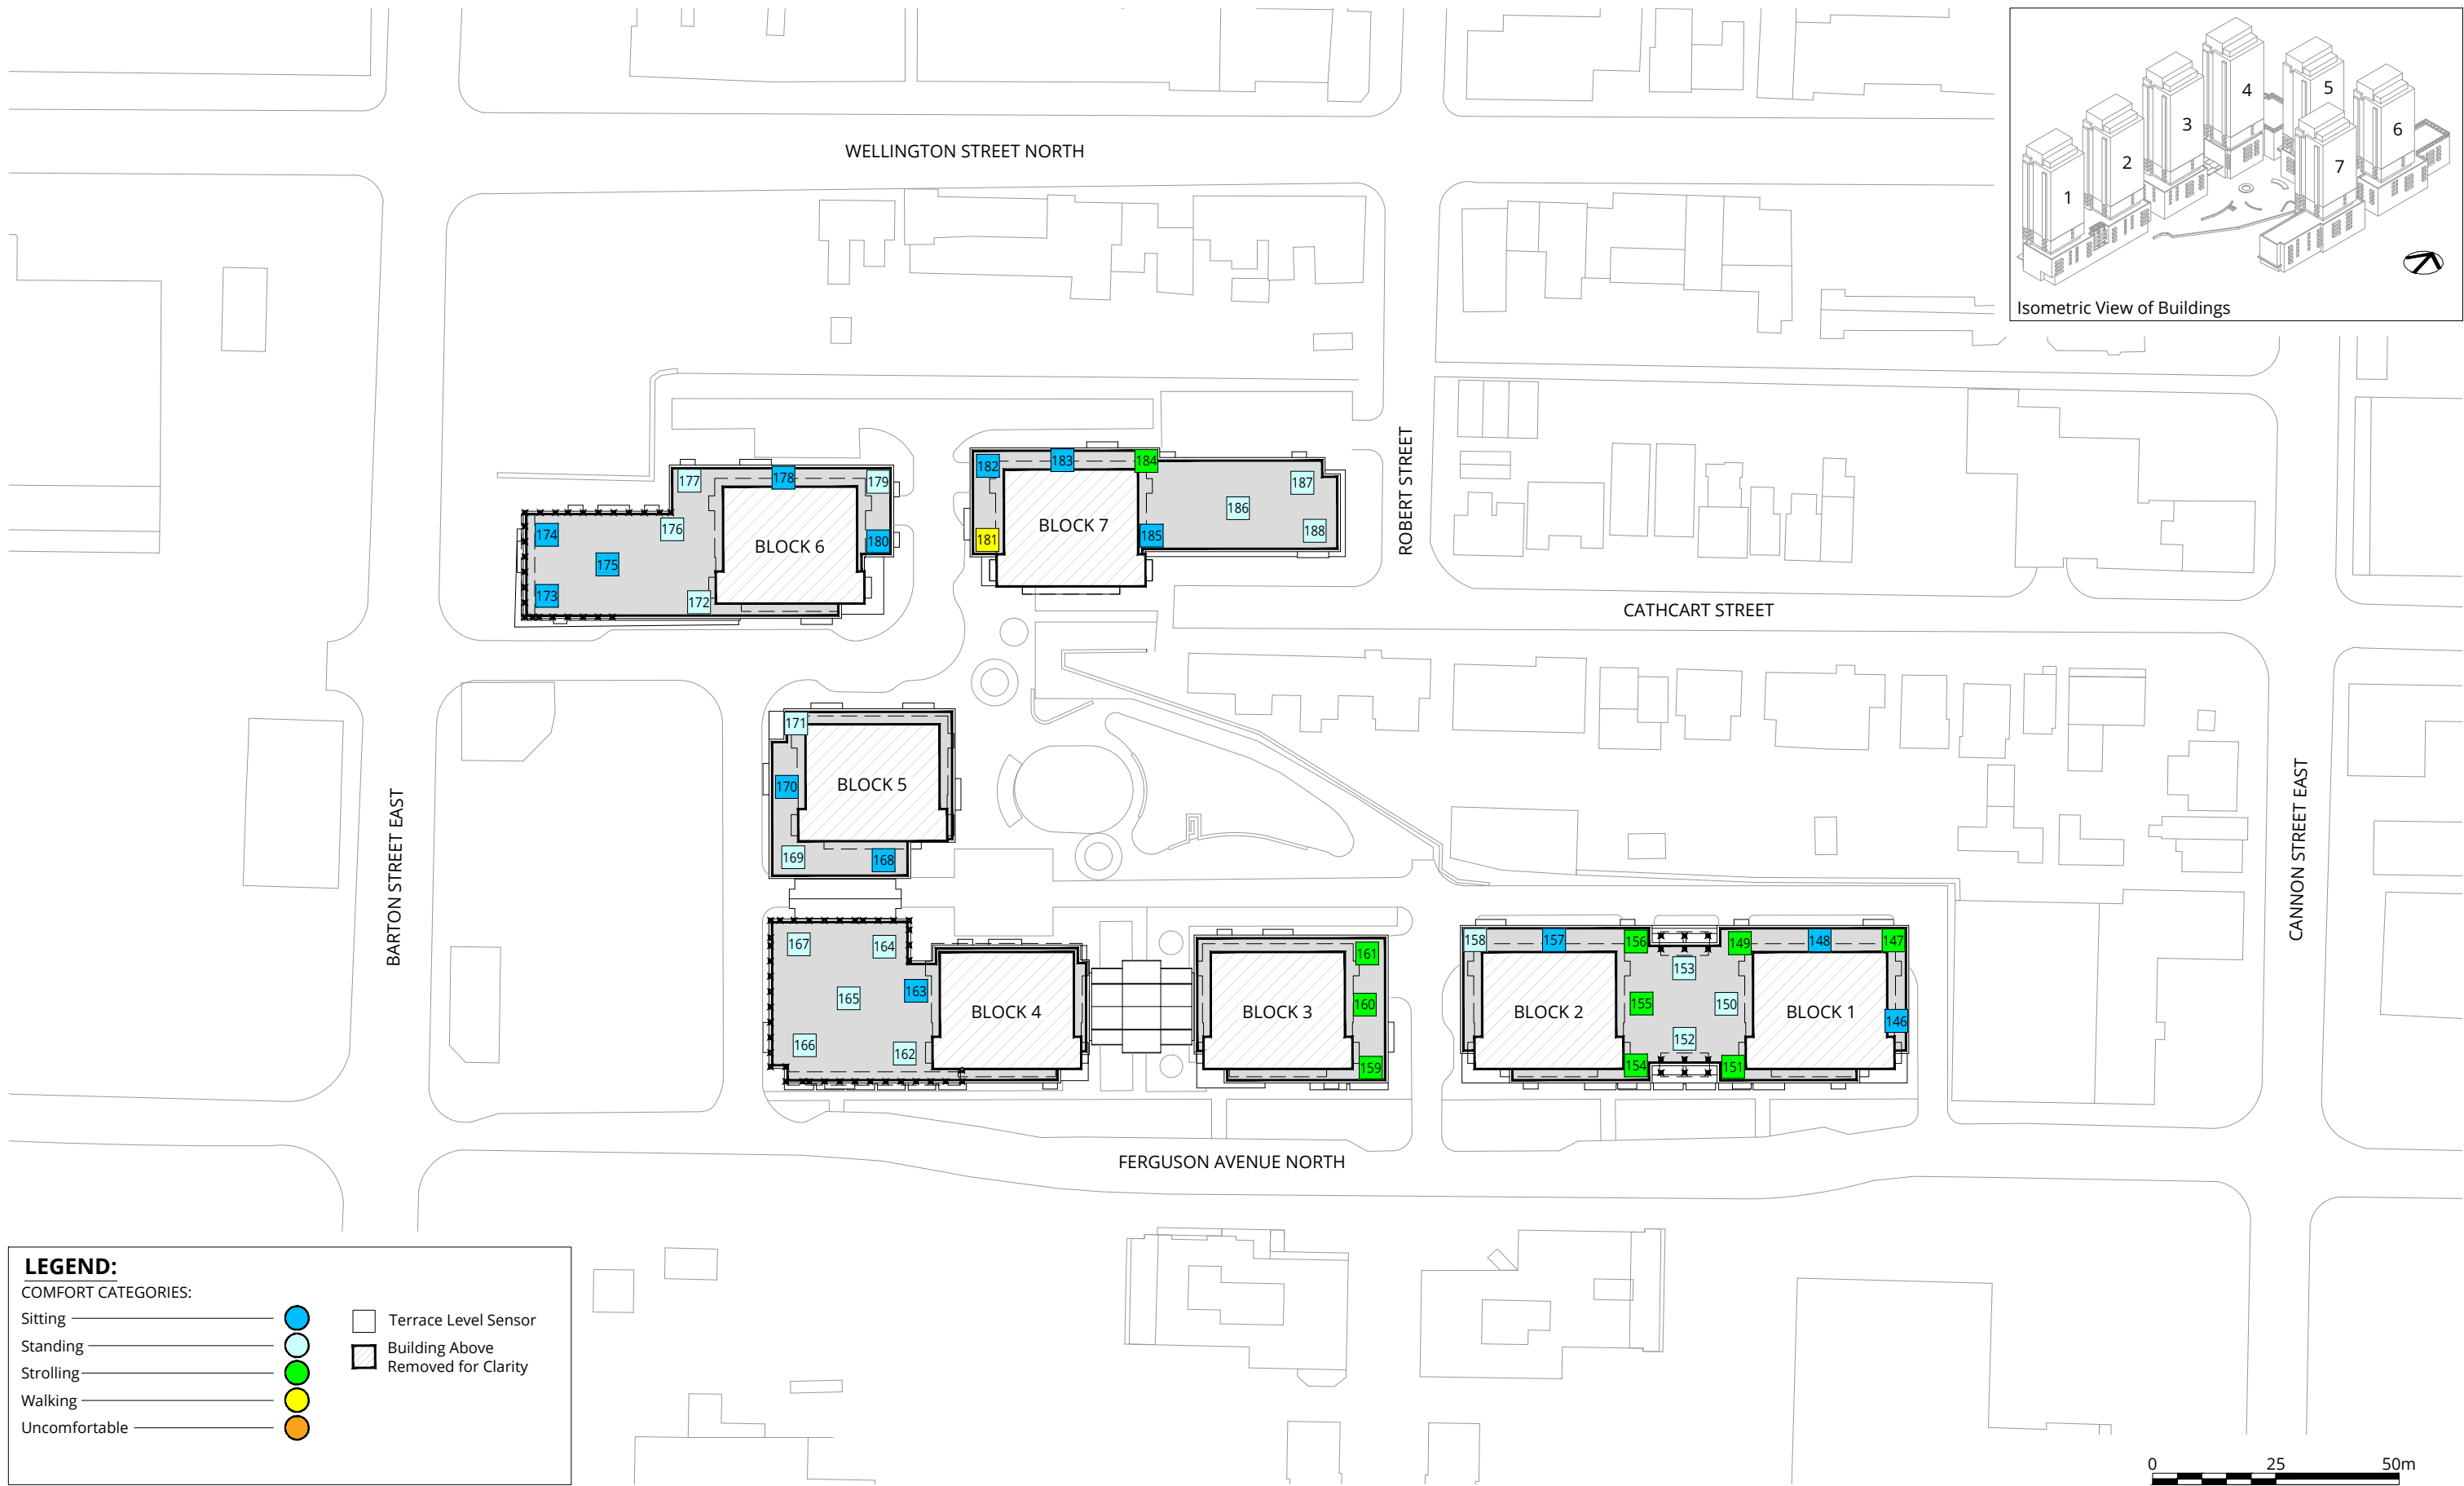 4
5
3
6
2
7
1
Isometric View of Buildings
WELLINGTON STREET NORTH
ROBERT STREET
CATHCART STREET
BARTON STREET EAST
CANNON STREET EAST
FERGUSON AVENUE NORTH
177
178
179
174
176
180
175
173
172
BLOCK 6
182
183
184
187
186
188
181
185
BLOCK 7
171
170
BLOCK 5
169
168
167
164
163
165
166
162
BLOCK 4
161
160
BLOCK 3
159
158
157
156
149
148
147
153
155
150
BLOCK 2
BLOCK 1
146
152
154
151
LEGEND:
COMFORT CATEGORIES:
Sitting
Standing
Strolling
Walking
Uncomfortable
Terrace Level Sensor
Building Above
Removed for Clarity
0 25 50m